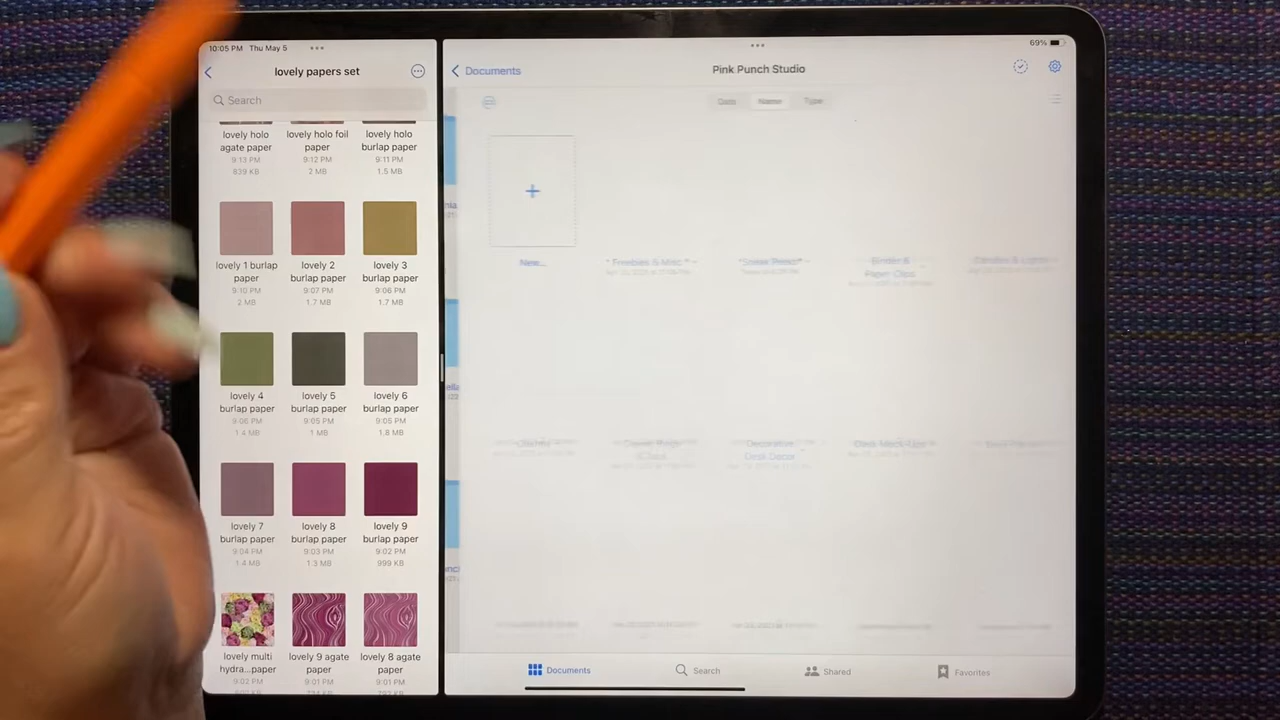 10:05 PM Thu May 5
69%
lovely papers set
Search
lovely holo agate paper
9:13 PM
839 KB
lovely holo foil paper
9:12 PM
2 MB
lovely holo burlap paper
9:11 PM
1.5 MB
lovely 1 burlap paper
9:10 PM
2 MB
lovely 2 burlap paper
9:07 PM
1.7 MB
lovely 3 burlap paper
9:06 PM
1.7 MB
lovely 4 burlap paper
9:06 PM
1.4 MB
lovely 5 burlap paper
9:05 PM
1 MB
lovely 6 burlap paper
9:05 PM
1.8 MB
lovely 7 burlap paper
9:04 PM
1.4 MB
lovely 8 burlap paper
9:03 PM
1.3 MB
lovely 9 burlap paper
9:02 PM
999 KB
lovely multi hydra...paper
9:02 PM
lovely 9 agate paper
9:01 PM
lovely 8 agate paper
9:01 PM
Documents
Pink Punch Studio
Date
Name
Type
New...
Documents
Search
Shared
Favorites